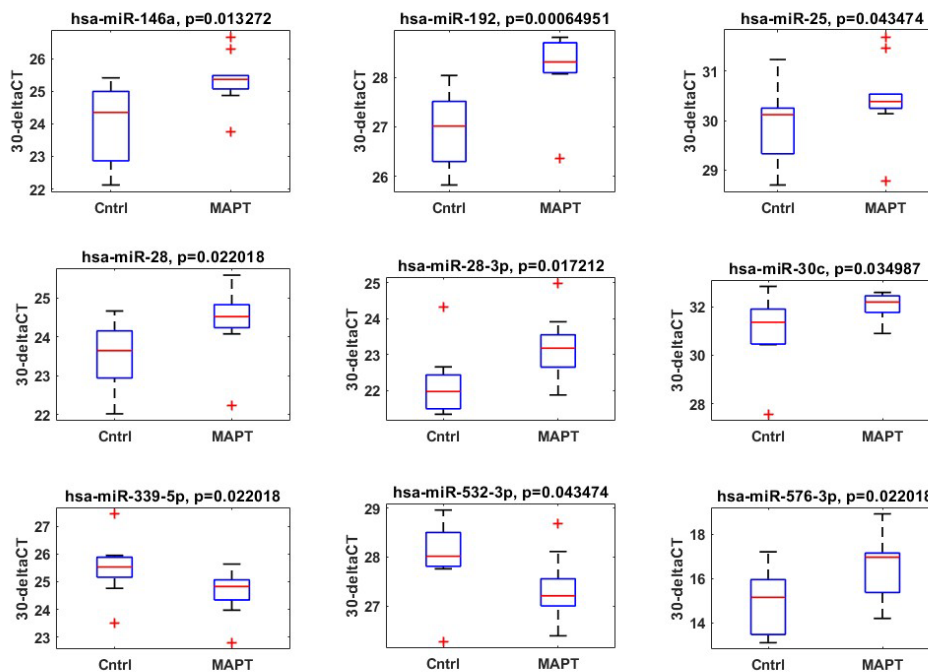 hsa-miR-146a, p=0.013272
30-deltaCT
26
25
24
23
22
Cntrl MAPT
hsa-miR-192, p=0.00064951
30-deltaCT
28
27
26
Cntrl MAPT
hsa-miR-25, p=0.043474
30-deltaCT
31
30
29
Cntrl MAPT
hsa-miR-28, p=0.022018
30-deltaCT
25
24
23
22
Cntrl MAPT
hsa-miR-28-3p, p=0.017212
30-deltaCT
25
24
23
22
Cntrl MAPT
hsa-miR-30c, p=0.034987
30-deltaCT
32
30
28
Cntrl MAPT
hsa-miR-339-5p, p=0.022018
30-deltaCT
27
26
25
24
23
Cntrl MAPT
hsa-miR-532-3p, p=0.043474
30-deltaCT
29
28
27
Cntrl MAPT
hsa-miR-576-3p, p=0.022018
30-deltaCT
18
16
14
Cntrl MAPT